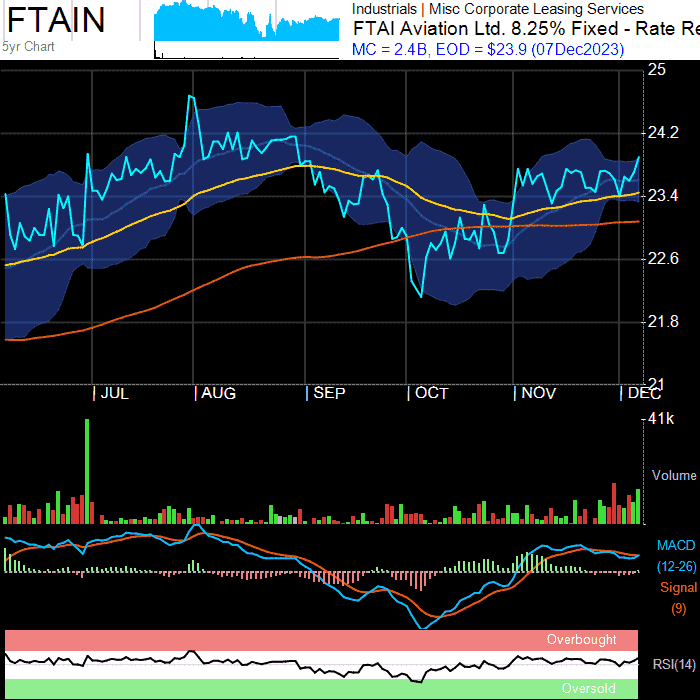 FTAIN
5yr Chart
Industrials | Misc Corporate Leasing Services
FTAI Aviation Ltd. 8.25% Fixed - Rate Re
MC = 2.4B, EOD = $23.9 (07Dec2023)
25
24.2
23.4
22.6
21.8
21
| JUL | AUG | SEP | OCT | NOV | DEC
41k
Volume
MACD
(12-26)
Signal
(9)
Overbought
RSI(14)
Oversold